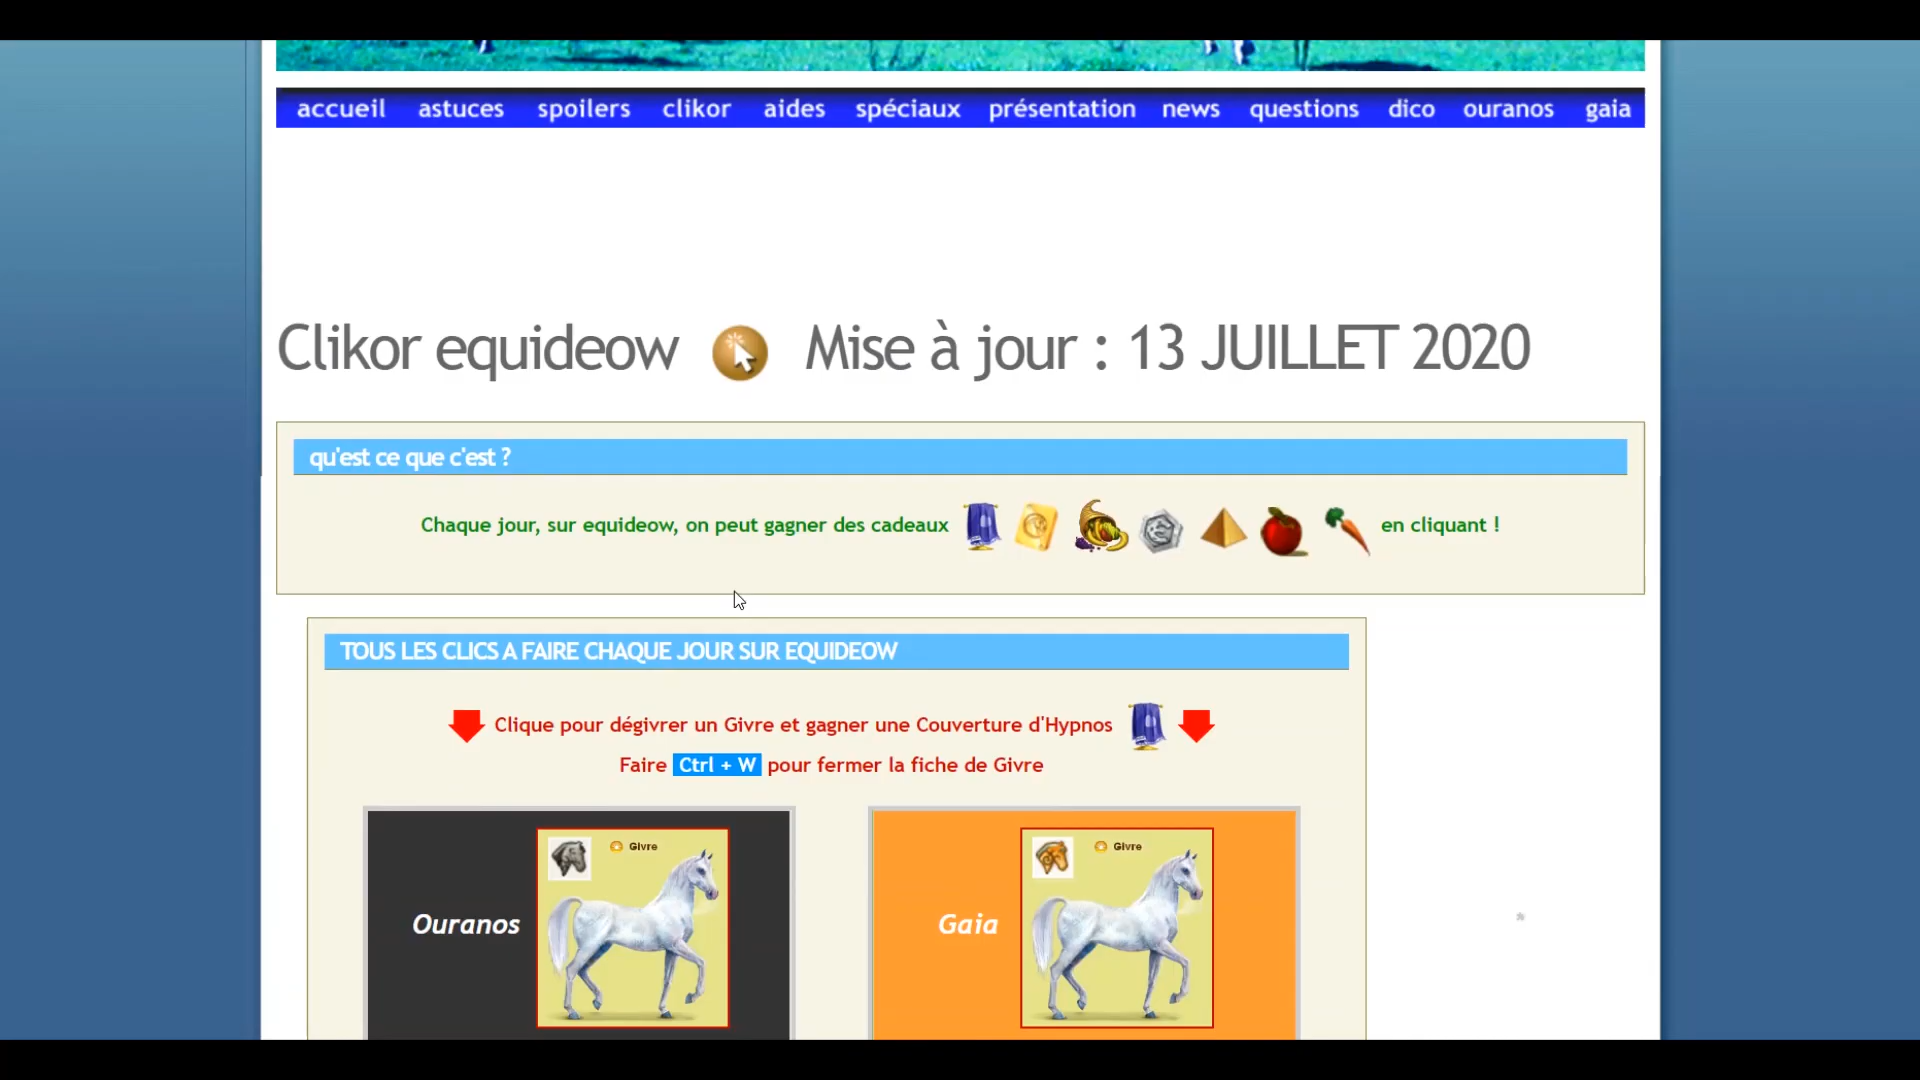 accueil astuces spoilers clikor aides spéciaux présentation news questions dico ouranos gaia
Clikor equideow Mise à jour : 13 JUILLET 2020
qu'est ce que c'est ?
Chaque jour, sur equideow, on peut gagner des cadeaux en cliquant !
TOUS LES CLICS A FAIRE CHAQUE JOUR SUR EQUIDEOW
Clique pour dégivrer un Givre et gagner une Couverture d'Hypnos
Faire Ctrl + W pour fermer la fiche de Givre
Givre
Givre
Ouranos
Gaia